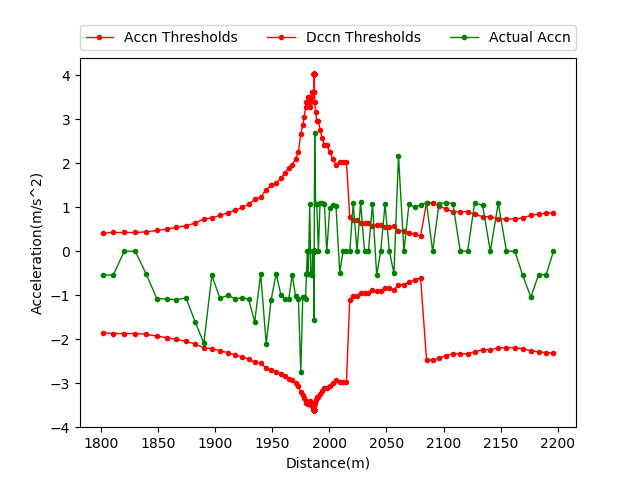 Accn Thresholds Dccn Thresholds Actual Accn
4
3
2
1
0
−1
−2
−3
−4
Acceleration(m/s^2)
1800 1850 1900 1950 2000 2050 2100 2150 2200
Distance(m)